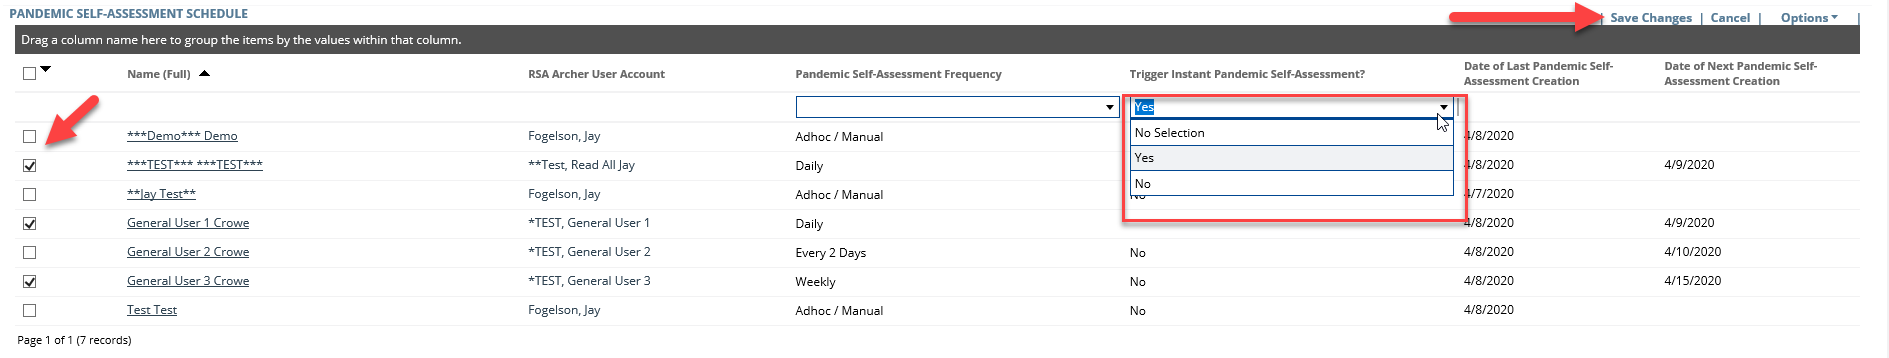 PANDEMIC SELF-ASSESSMENT SCHEDULE
| Save Changes | Cancel | Options |
Drag a column name here to group the items by the values within that column.
Name (Full) RSA Archer User Account Pandemic Self-Assessment Frequency Trigger Instant Pandemic Self-Assessment? Date of Last Pandemic Self-Assessment Creation Date of Next Pandemic Self-Assessment Creation
Yes
No Selection
Yes
No
***Demo*** Demo Fogelson, Jay Adhoc / Manual 4/8/2020
***TEST*** ***TEST*** **Test, Read All Jay Daily 4/8/2020 4/9/2020
**Jay Test** Fogelson, Jay Adhoc / Manual No 4/7/2020
General User 1 Crowe *TEST, General User 1 Daily 4/8/2020 4/9/2020
General User 2 Crowe *TEST, General User 2 Every 2 Days No 4/8/2020 4/10/2020
General User 3 Crowe *TEST, General User 3 Weekly No 4/8/2020 4/15/2020
Test Test Fogelson, Jay Adhoc / Manual No 4/8/2020
Page 1 of 1 (7 records)